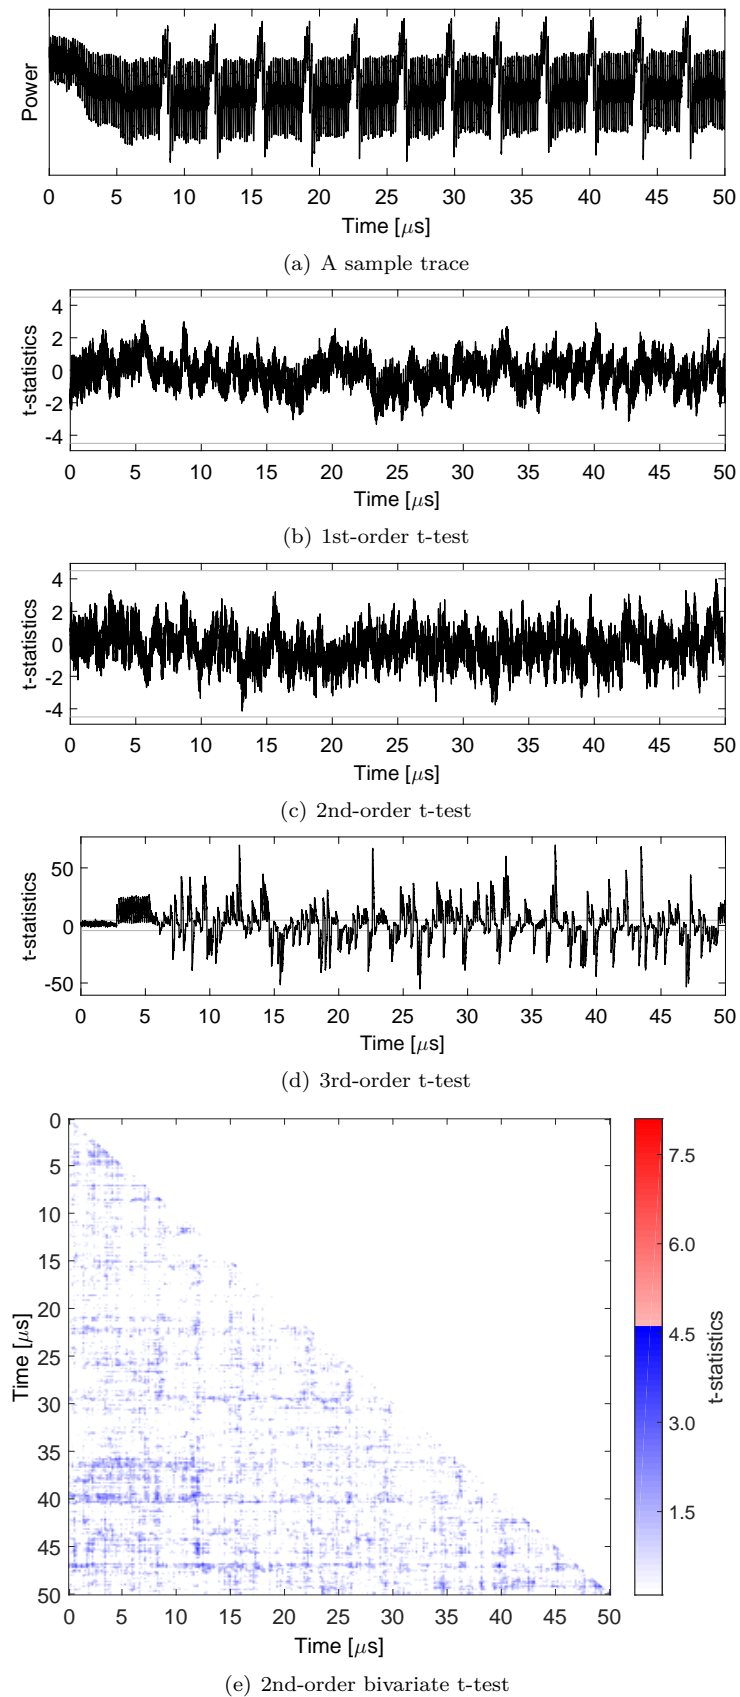 Power
0 5 10 15 20 25 30 35 40 45 50
Time [μs]
(a) A sample trace
t-statistics
4
2
0
-2
-4
0 5 10 15 20 25 30 35 40 45 50
Time [μs]
(b) 1st-order t-test
t-statistics
4
2
0
-2
-4
0 5 10 15 20 25 30 35 40 45 50
Time [μs]
(c) 2nd-order t-test
t-statistics
50
0
-50
0 5 10 15 20 25 30 35 40 45 50
Time [μs]
(d) 3rd-order t-test
Time [μs]
0
5
10
15
20
25
30
35
40
45
50
0 5 10 15 20 25 30 35 40 45 50
Time [μs]
7.5
6.0
4.5
3.0
1.5
t-statistics
(e) 2nd-order bivariate t-test